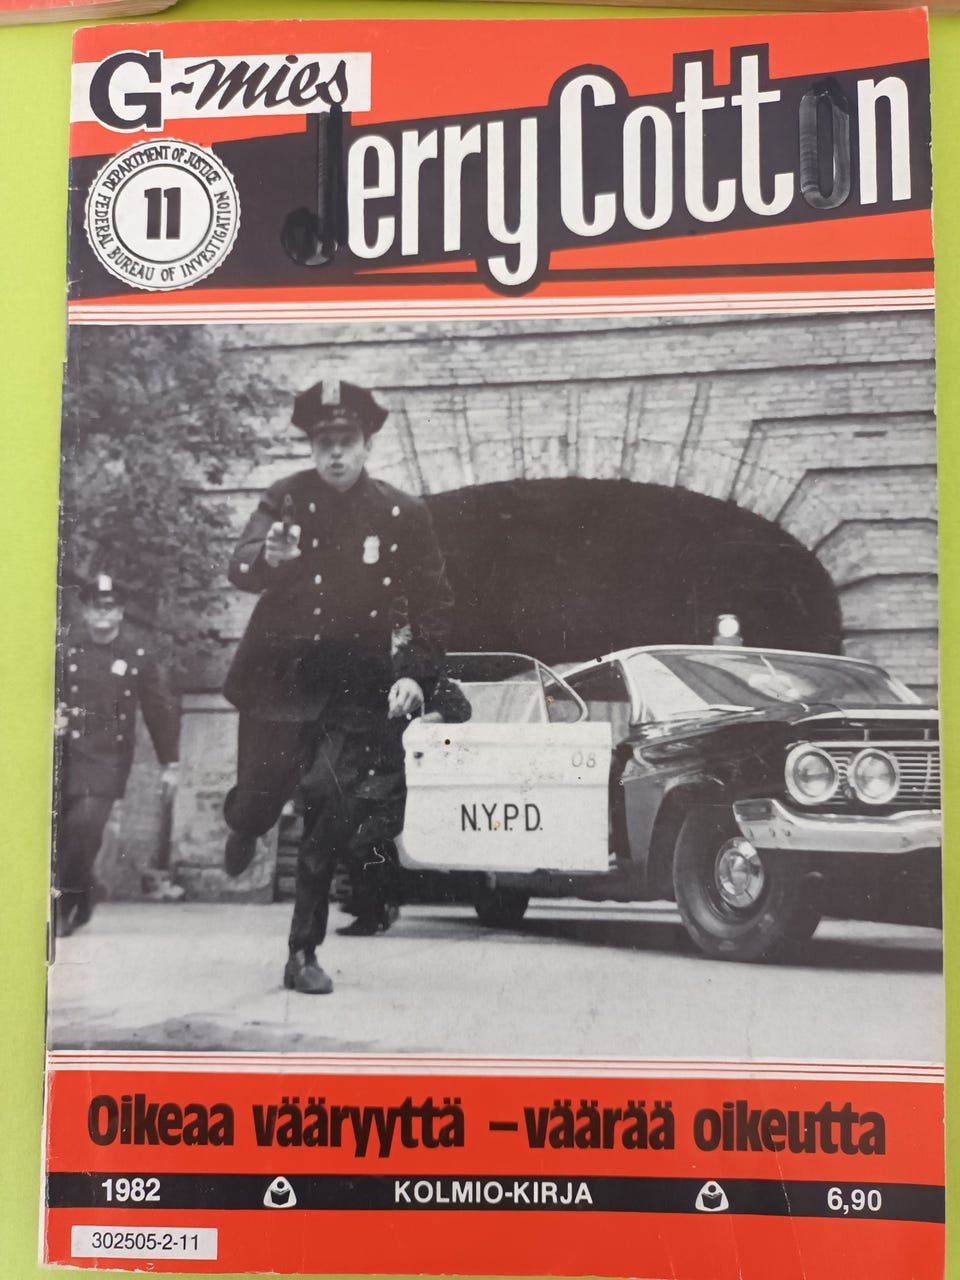 G-mies
Jerry Cotton
DEPARTMENT OF JUSTICE
11
FEDERAL BUREAU OF INVESTIGATION
08
N.Y.P.D.
Oikeaa vääryyttä – väärää oikeutta
1982 KOLMIO-KIRJA 6,90
302505-2-11